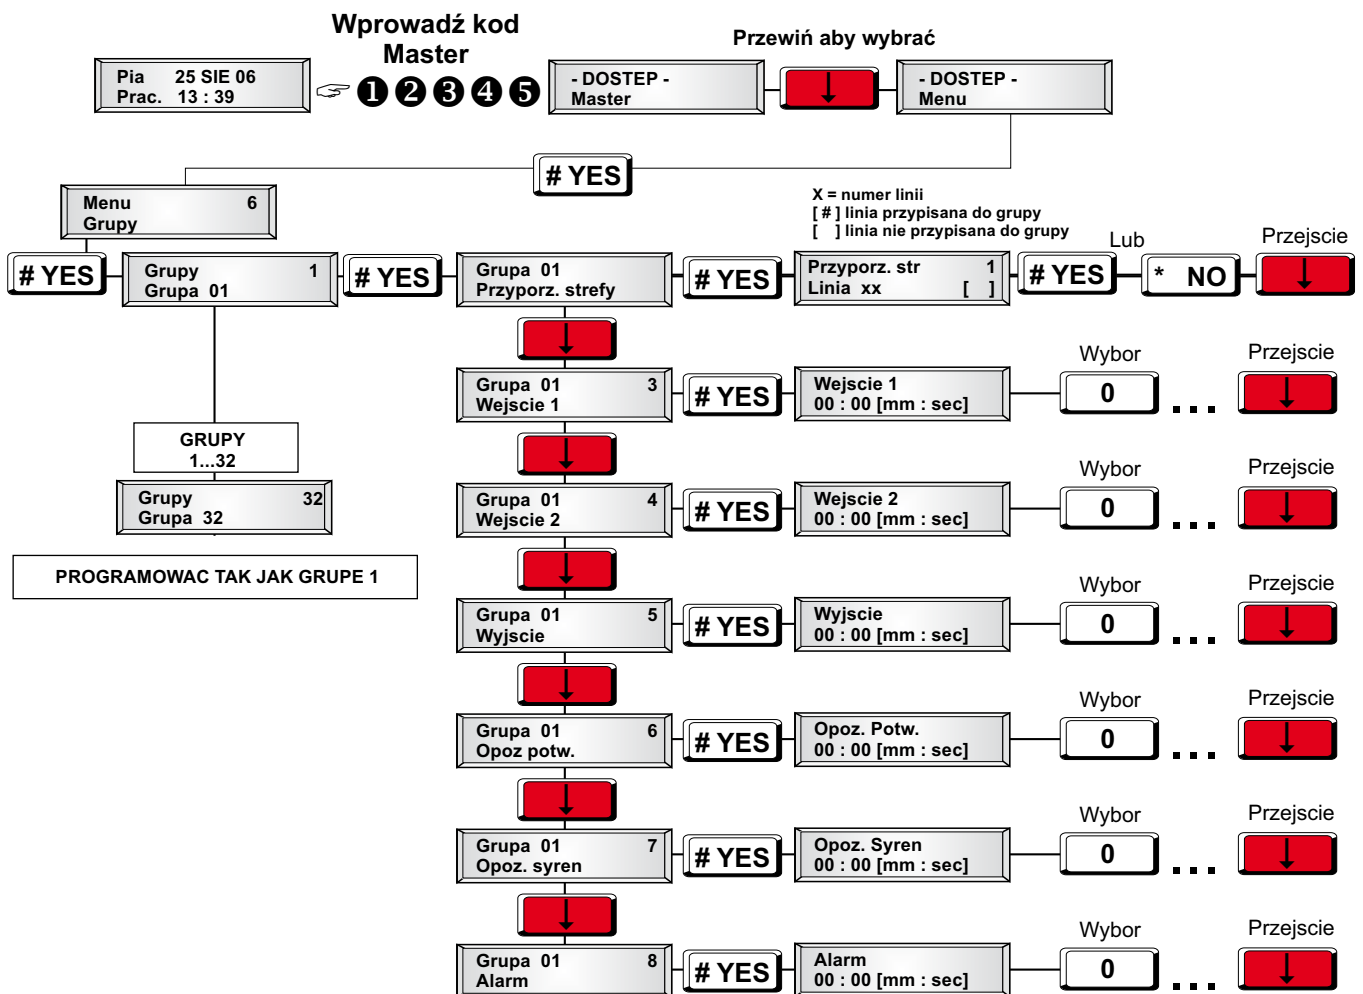 Wprowadź kod
Master
Przewiń aby wybrać
Pia 25 SIE 06
Prac. 13 : 39
☞ ❶ ❷ ❸ ❹ ❺
- DOSTEP -
Master
↓
- DOSTEP -
Menu
# YES
Menu 6
Grupy
X = numer linii
[ # ] linia przypisana do grupy
[ ] linia nie przypisana do grupy
Lub
Przejscie
# YES
Grupy 1
Grupa 01
# YES
Grupa 01
Przyporz. strefy
# YES
Przyporz. str 1
Linia xx [ ]
# YES
* NO
↓
↓
Wybor
Przejscie
Grupa 01 3
Wejscie 1
# YES
Wejscie 1
00 : 00 [mm : sec]
0
...
↓
↓
GRUPY
1...32
Wybor
Przejscie
Grupy 32
Grupa 32
Grupa 01 4
Wejscie 2
# YES
Wejscie 2
00 : 00 [mm : sec]
0
...
↓
PROGRAMOWAC TAK JAK GRUPE 1
↓
Wybor
Przejscie
Grupa 01 5
Wyjscie
# YES
Wyjscie
00 : 00 [mm : sec]
0
...
↓
↓
Wybor
Przejscie
Grupa 01 6
Opoz potw.
# YES
Opoz. Potw.
00 : 00 [mm : sec]
0
...
↓
↓
Wybor
Przejscie
Grupa 01 7
Opoz. syren
# YES
Opoz. Syren
00 : 00 [mm : sec]
0
...
↓
↓
Wybor
Przejscie
Grupa 01 8
Alarm
# YES
Alarm
00 : 00 [mm : sec]
0
...
↓